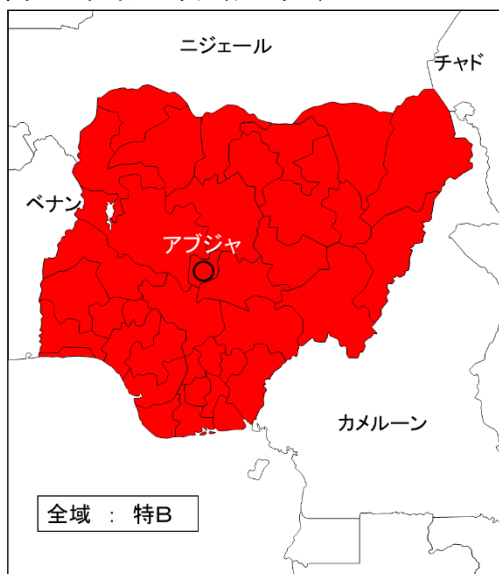 ニジェール
チャド
ベナン
アブジャ
カメルーン
全域 ： 特B